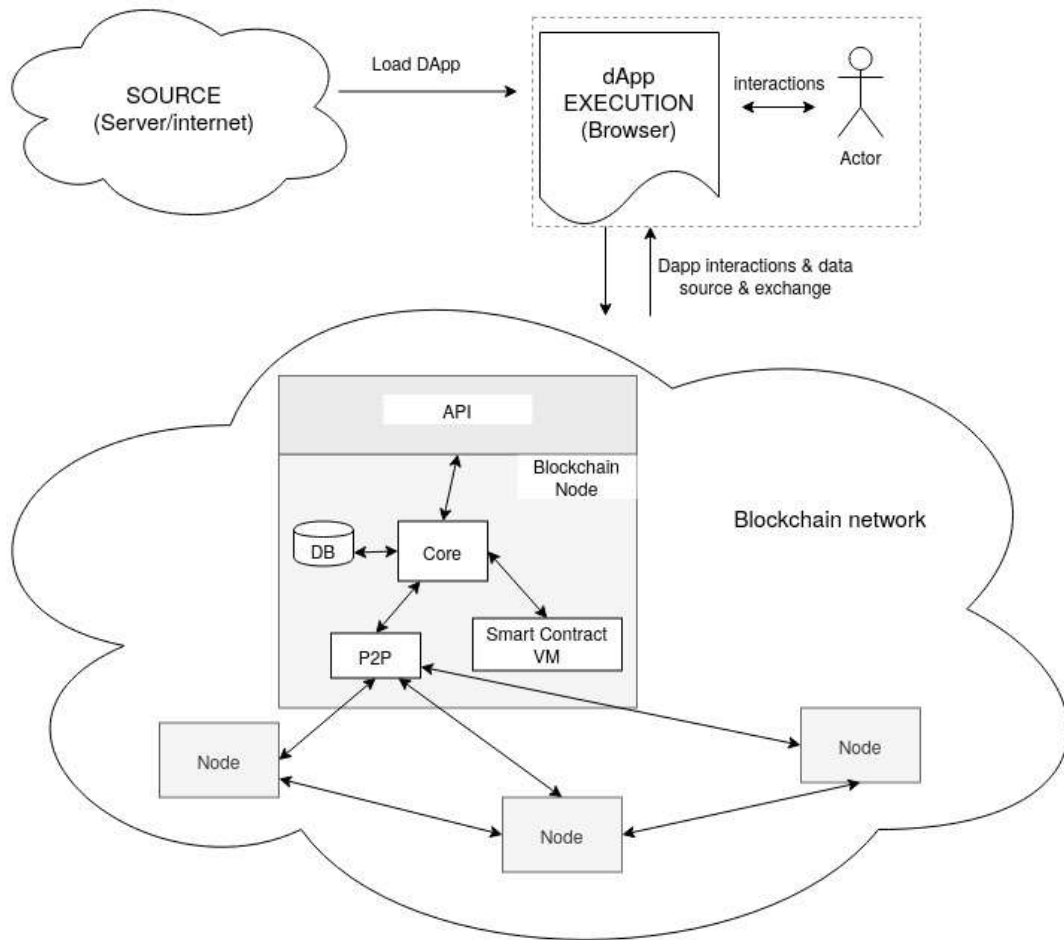 SOURCE
(Server/internet)
Load DApp
dApp
EXECUTION
(Browser)
interactions
Actor
Dapp interactions & data
source & exchange
API
Blockchain
Node
Blockchain network
DB
Core
Smart Contract
VM
P2P
Node
Node
Node